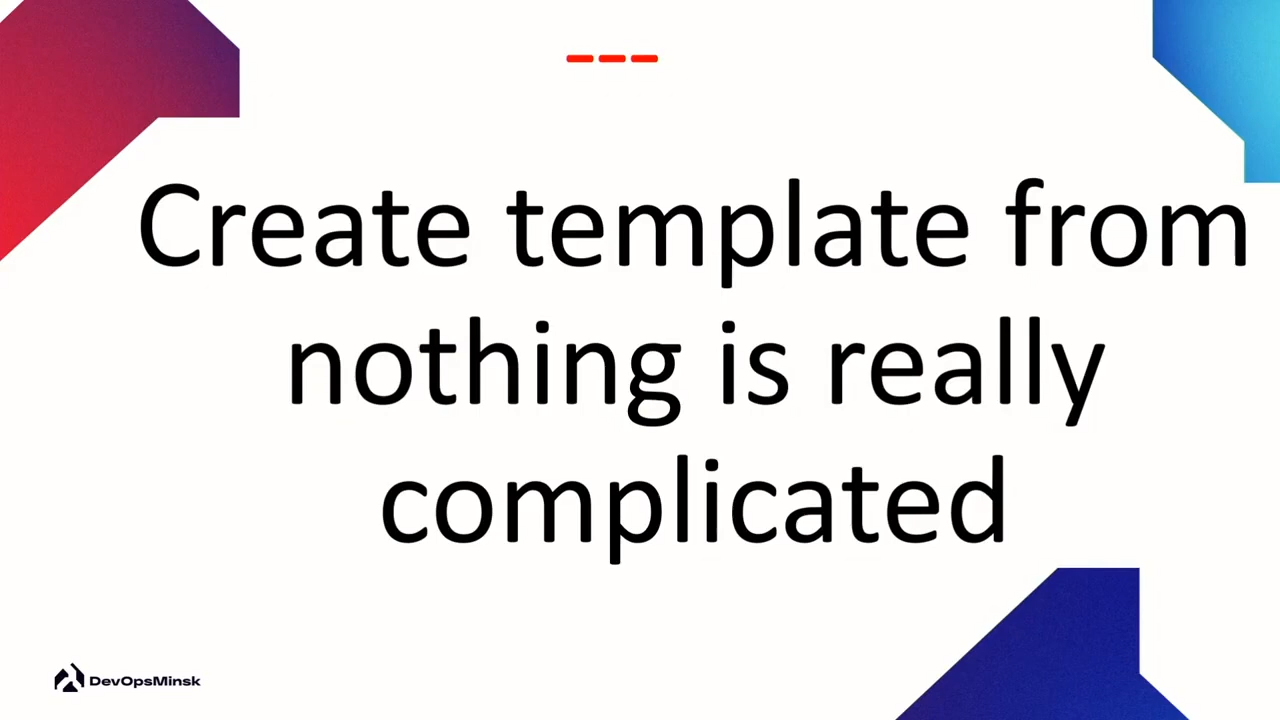 ---
Create template from
nothing is really
complicated
DevOpsMinsk